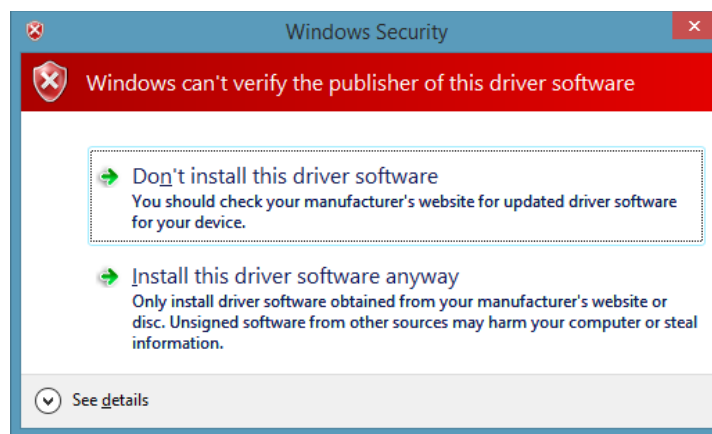 Windows Security
Windows can't verify the publisher of this driver software
Don't install this driver software
You should check your manufacturer's website for updated driver software
for your device.
Install this driver software anyway
Only install driver software obtained from your manufacturer's website or
disc. Unsigned software from other sources may harm your computer or steal
information.
See details